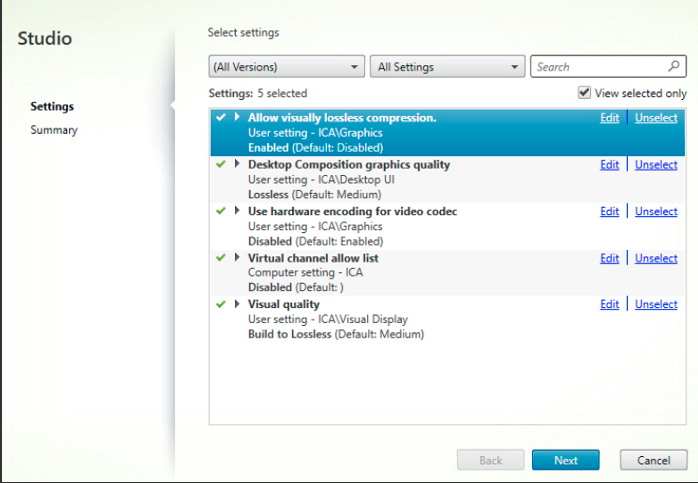 Studio
Select settings
(All Versions)
All Settings
Search
Settings: 5 selected
View selected only
Settings
Summary
Allow visually lossless compression.
Edit | Unselect
User setting - ICA\Graphics
Enabled (Default: Disabled)
Desktop Composition graphics quality
Edit | Unselect
User setting - ICA\Desktop UI
Lossless (Default: Medium)
Use hardware encoding for video codec
Edit | Unselect
User setting - ICA\Graphics
Disabled (Default: Enabled)
Virtual channel allow list
Edit | Unselect
Computer setting - ICA
Disabled (Default: )
Visual quality
Edit | Unselect
User setting - ICA\Visual Display
Build to Lossless (Default: Medium)
Back
Next
Cancel